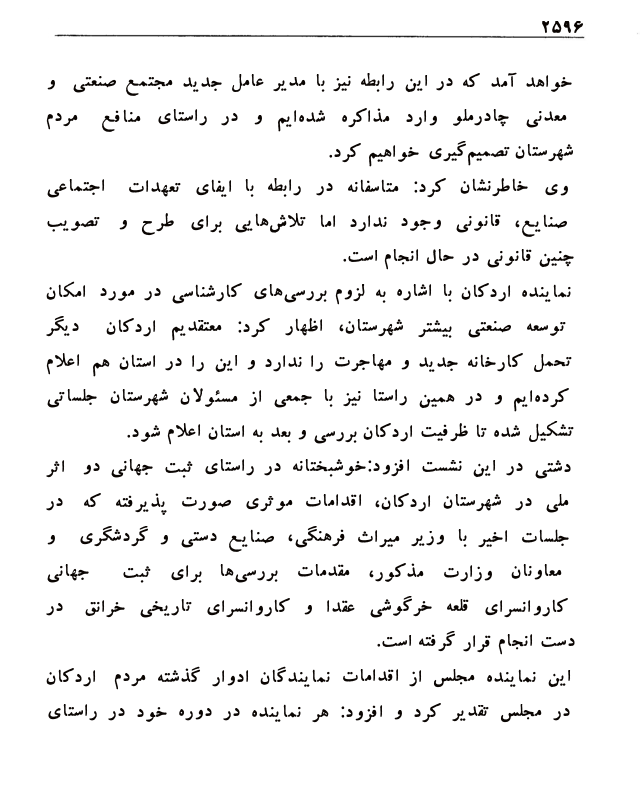 ۲۵۹۶
خواهد آمد که در این رابطه نیز با مدیر عامل جدید مجتمع صنعتی و
معدنی چادرملو وارد مذاکره شده‌ایم و در راستای منافع مردم
شهرستان تصمیم‌گیری خواهیم کرد.
وی خاطرنشان کرد: متاسفانه در رابطه با ایفای تعهدات اجتماعی
صنایع، قانونی وجود ندارد اما تلاش‌هایی برای طرح و تصویب
چنین قانونی در حال انجام است.
نماینده اردکان با اشاره به لزوم بررسی‌های کارشناسی در مورد امکان
توسعه صنعتی بیشتر شهرستان، اظهار کرد: معتقدیم اردکان دیگر
تحمل کارخانه جدید و مهاجرت را ندارد و این را در استان هم اعلام
کرده‌ایم و در همین راستا نیز با جمعی از مسئولان شهرستان جلساتی
تشکیل شده تا ظرفیت اردکان بررسی و بعد به استان اعلام شود.
دشتی در این نشست افزود:خوشبختانه در راستای ثبت جهانی دو اثر
ملی در شهرستان اردکان، اقدامات موثری صورت پذیرفته که در
جلسات اخیر با وزیر میراث فرهنگی، صنایع دستی و گردشگری و
معاونان وزارت مذکور، مقدمات بررسی‌ها برای ثبت جهانی
کاروانسرای قلعه خرگوشی عقدا و کاروانسرای تاریخی خرانق در
دست انجام قرار گرفته است.
این نماینده مجلس از اقدامات نمایندگان ادوار گذشته مردم اردکان
در مجلس تقدیر کرد و افزود: هر نماینده در دوره خود در راستای